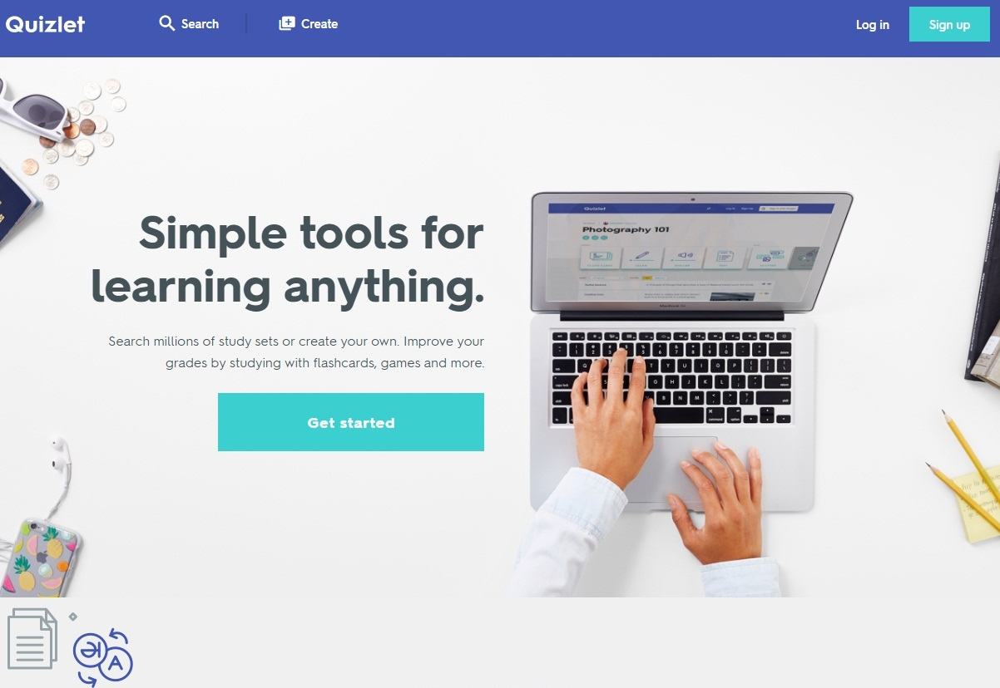 Quizlet
Search
Create
Log in
Sign up
Simple tools for
learning anything.
Search millions of study sets or create your own. Improve your
grades by studying with flashcards, games and more.
Get started
Quizlet
Photography 101